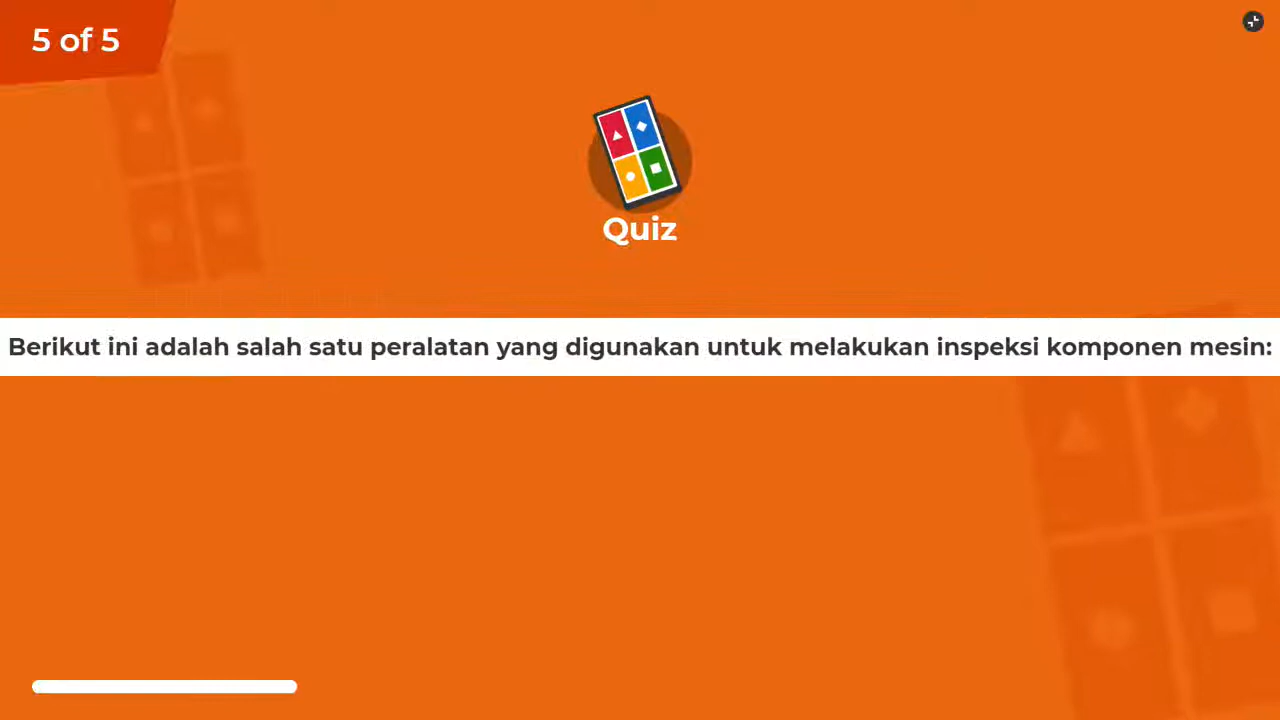 5 of 5
Quiz
Berikut ini adalah salah satu peralatan yang digunakan untuk melakukan inspeksi komponen mesin: